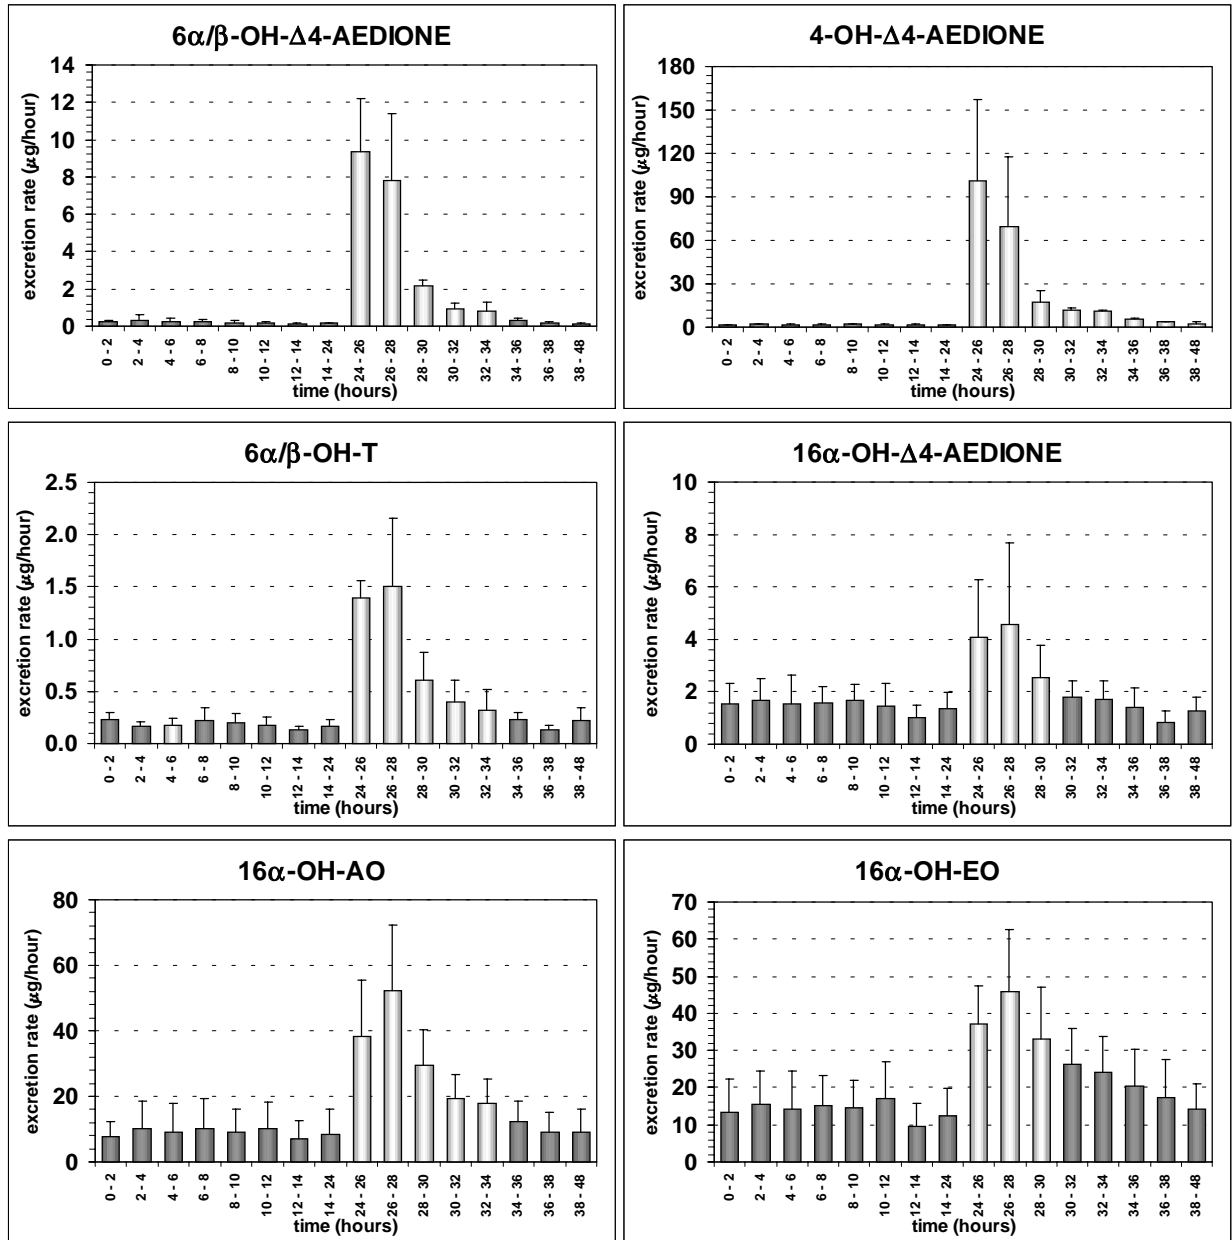 6α/β-OH-Δ4-AEDIONE
excretion rate (μg/hour)
14
12
10
8
6
4
2
0
0 - 2
2 - 4
4 - 6
6 - 8
8 - 10
10 - 12
12 - 14
14 - 24
24 - 26
26 - 28
28 - 30
30 - 32
32 - 34
34 - 36
36 - 38
38 - 48
time (hours)
4-OH-Δ4-AEDIONE
excretion rate (μg/hour)
180
150
120
90
60
30
0
0 - 2
2 - 4
4 - 6
6 - 8
8 - 10
10 - 12
12 - 14
14 - 24
24 - 26
26 - 28
28 - 30
30 - 32
32 - 34
34 - 36
36 - 38
38 - 48
time (hours)
6α/β-OH-T
excretion rate (μg/hour)
2.5
2.0
1.5
1.0
0.5
0.0
0 - 2
2 - 4
4 - 6
6 - 8
8 - 10
10 - 12
12 - 14
14 - 24
24 - 26
26 - 28
28 - 30
30 - 32
32 - 34
34 - 36
36 - 38
38 - 48
time (hours)
16α-OH-Δ4-AEDIONE
excretion rate (μg/hour)
10
8
6
4
2
0
0 - 2
2 - 4
4 - 6
6 - 8
8 - 10
10 - 12
12 - 14
14 - 24
24 - 26
26 - 28
28 - 30
30 - 32
32 - 34
34 - 36
36 - 38
38 - 48
time (hours)
16α-OH-AO
excretion rate (μg/hour)
80
60
40
20
0
0 - 2
2 - 4
4 - 6
6 - 8
8 - 10
10 - 12
12 - 14
14 - 24
24 - 26
26 - 28
28 - 30
30 - 32
32 - 34
34 - 36
36 - 38
38 - 48
time (hours)
16α-OH-EO
excretion rate (μg/hour)
70
60
50
40
30
20
10
0
0 - 2
2 - 4
4 - 6
6 - 8
8 - 10
10 - 12
12 - 14
14 - 24
24 - 26
26 - 28
28 - 30
30 - 32
32 - 34
34 - 36
36 - 38
38 - 48
time (hours)